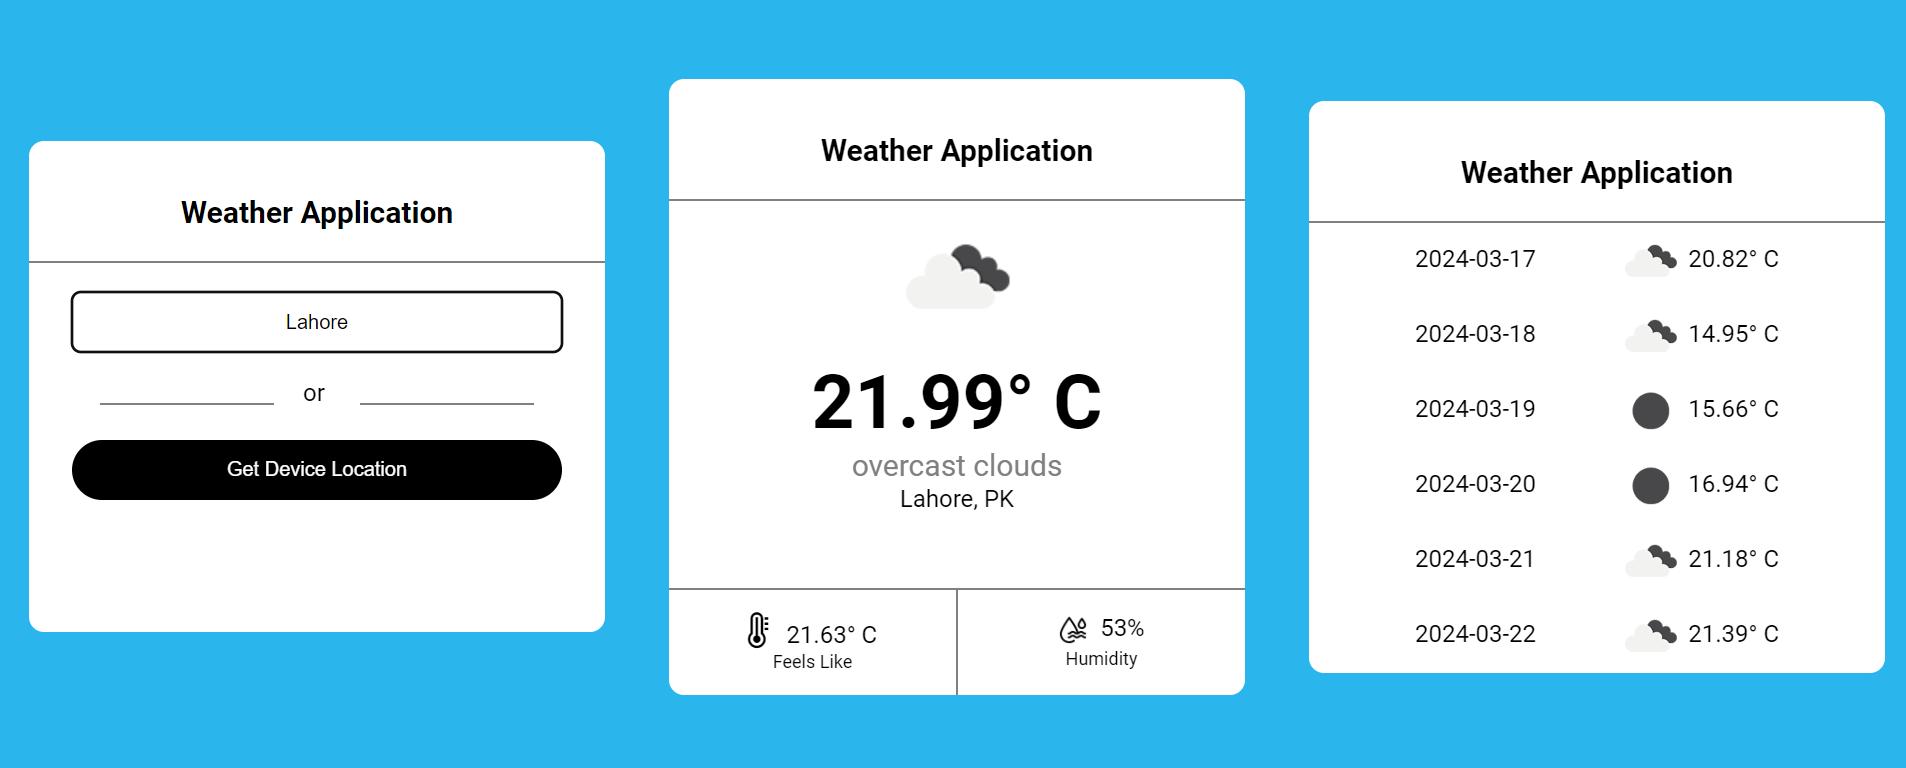 Weather Application
Lahore
or
Get Device Location
Weather Application
21.99° C
overcast clouds
Lahore, PK
21.63° C
Feels Like
53%
Humidity
Weather Application
2024-03-17 20.82° C
2024-03-18 14.95° C
2024-03-19 15.66° C
2024-03-20 16.94° C
2024-03-21 21.18° C
2024-03-22 21.39° C